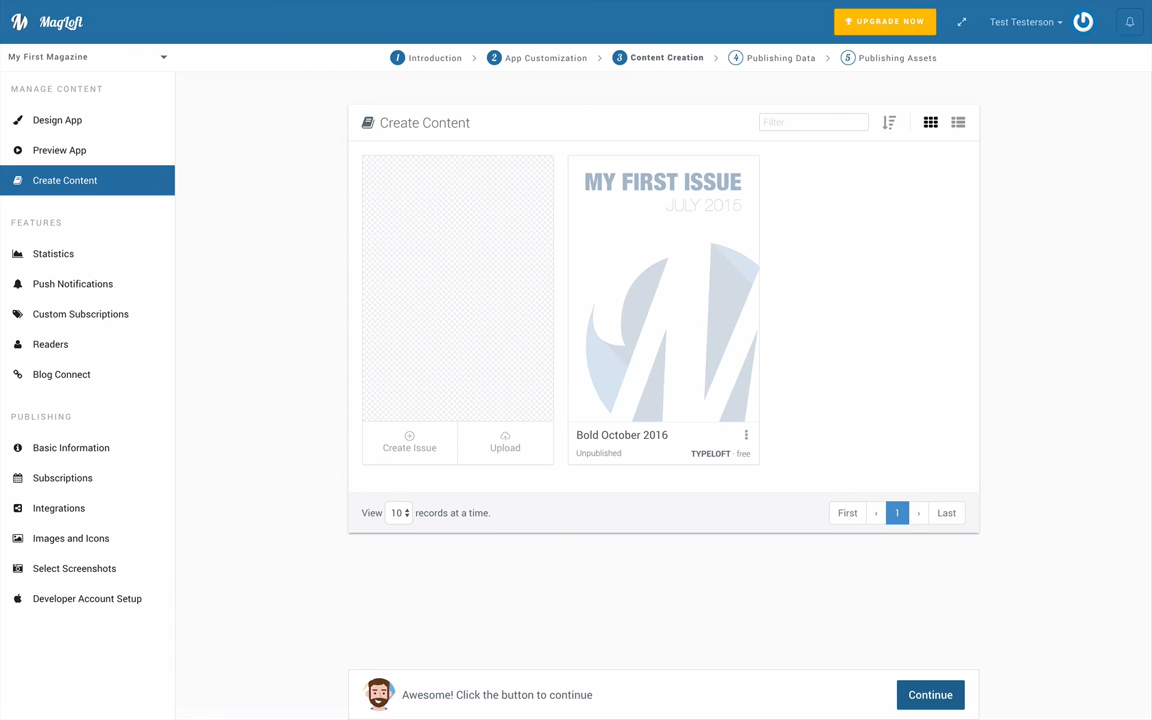 MagLoft
UPGRADE NOW
Test Testerson
My First Magazine
1 Introduction
2 App Customization
3 Content Creation
4 Publishing Data
5 Publishing Assets
MANAGE CONTENT
Design App
Preview App
Create Content
FEATURES
Statistics
Push Notifications
Custom Subscriptions
Readers
Blog Connect
PUBLISHING
Basic Information
Subscriptions
Integrations
Images and Icons
Select Screenshots
Developer Account Setup
Create Content
Filter
MY FIRST ISSUE
JULY 2015
Create Issue
Upload
Bold October 2016
Unpublished
TYPELOFT · free
View 10 records at a time.
First ‹ 1 › Last
Awesome! Click the button to continue
Continue